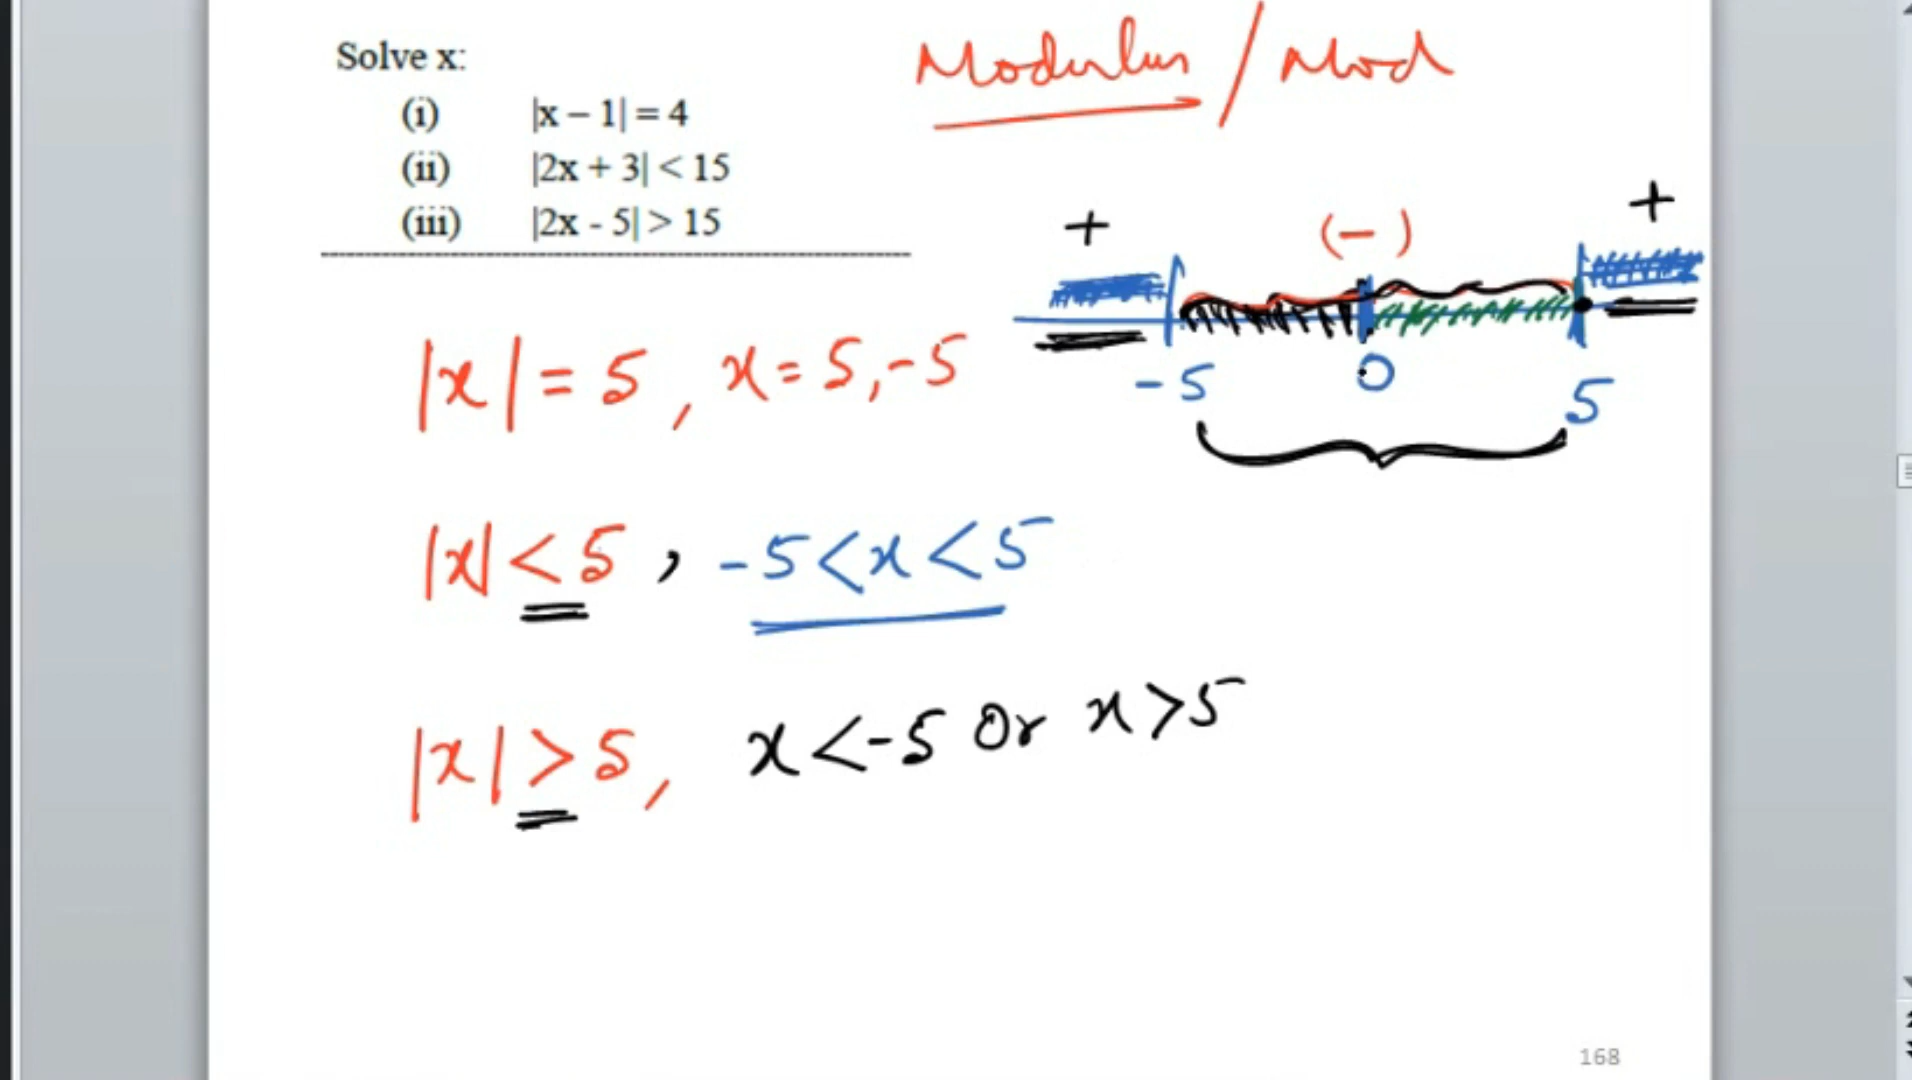 Solve x:
(i) |x – 1| = 4
(ii) |2x + 3| < 15
(iii) |2x - 5| > 15
Modulus / Mod
+ (-) +
-5 0 5
|x| = 5, x = 5, -5
|x| < 5, -5 < x < 5
|x| > 5, x < -5 or x > 5
168